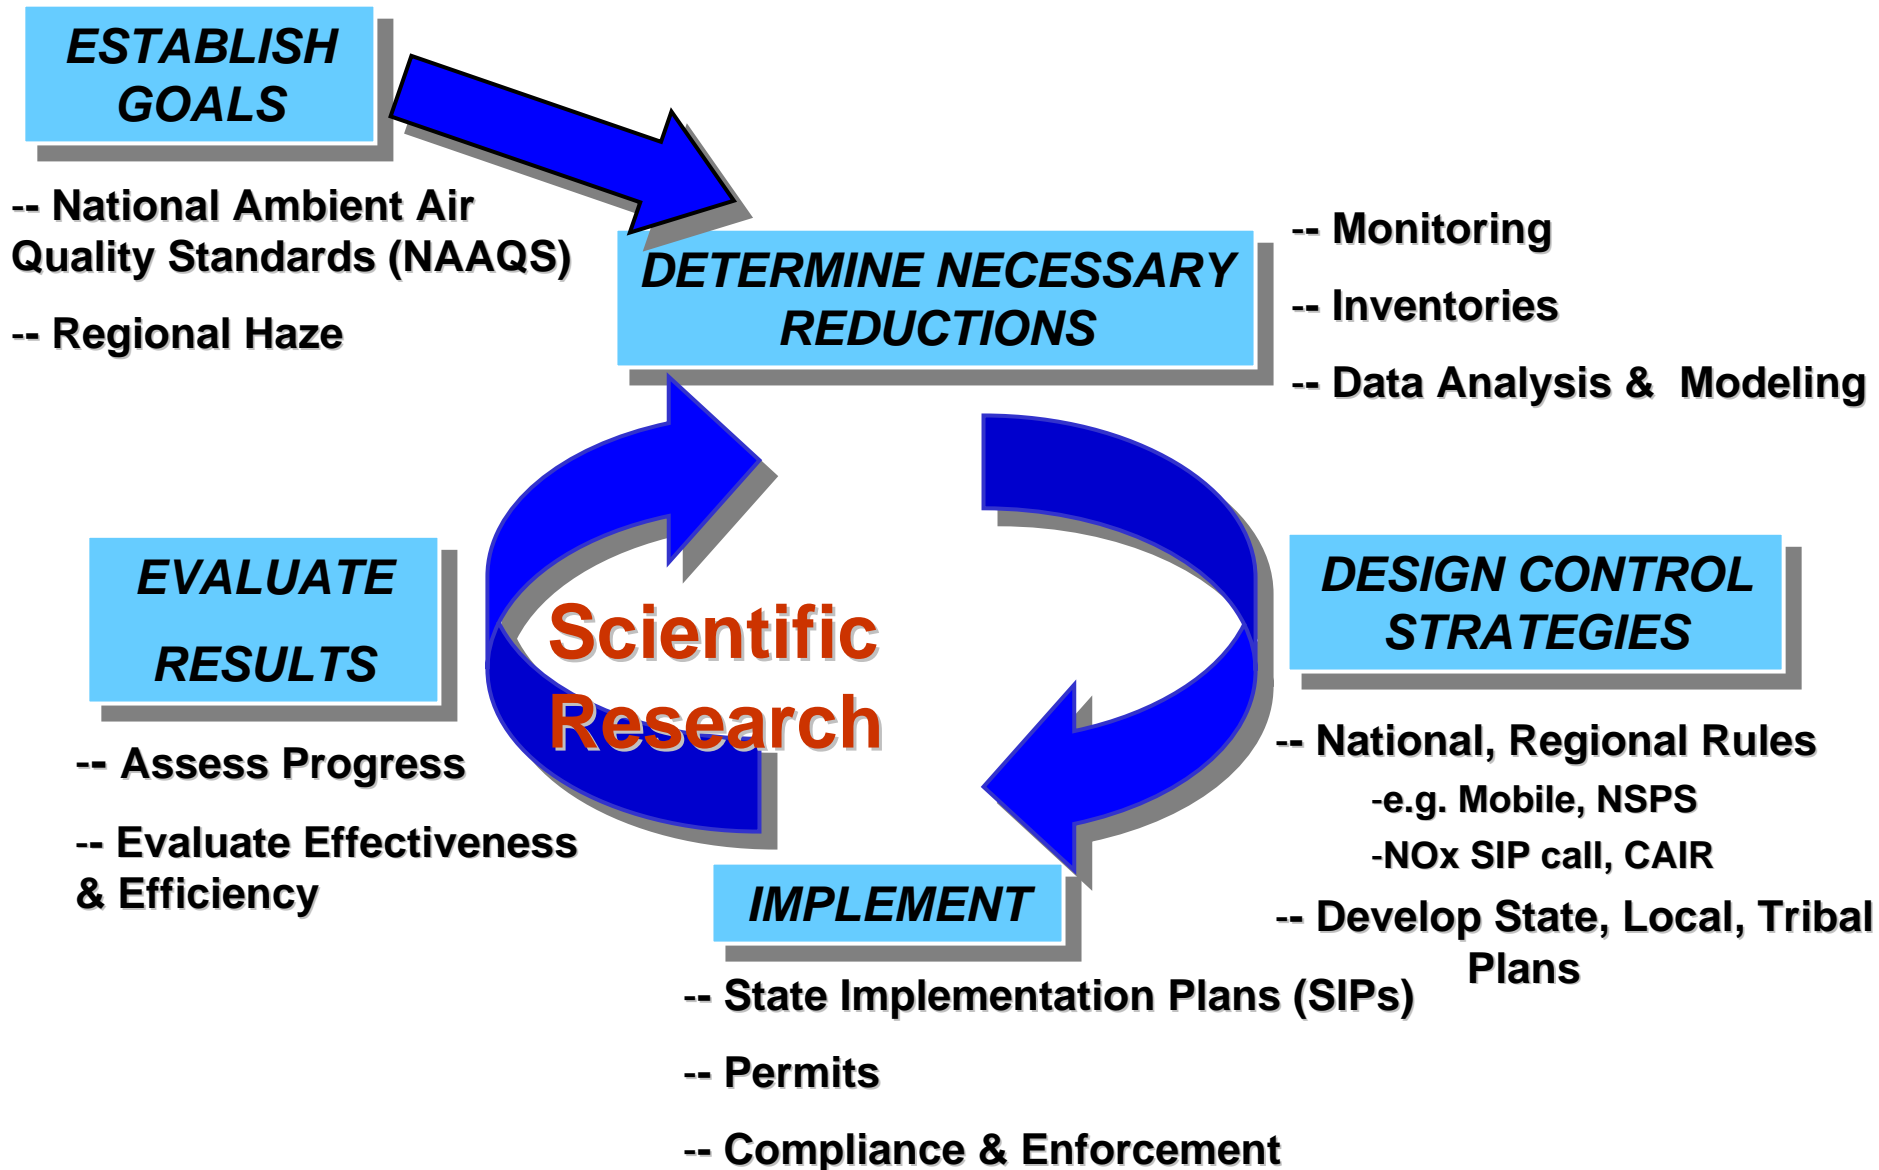 ESTABLISH
GOALS
-- National Ambient Air
Quality Standards (NAAQS)
-- Regional Haze
DETERMINE NECESSARY
REDUCTIONS
-- Monitoring
-- Inventories
-- Data Analysis & Modeling
DESIGN CONTROL
STRATEGIES
-- National, Regional Rules
-e.g. Mobile, NSPS
-NOx SIP call, CAIR
-- Develop State, Local, Tribal
Plans
IMPLEMENT
-- State Implementation Plans (SIPs)
-- Permits
-- Compliance & Enforcement
EVALUATE
RESULTS
-- Assess Progress
-- Evaluate Effectiveness
& Efficiency
Scientific
Research